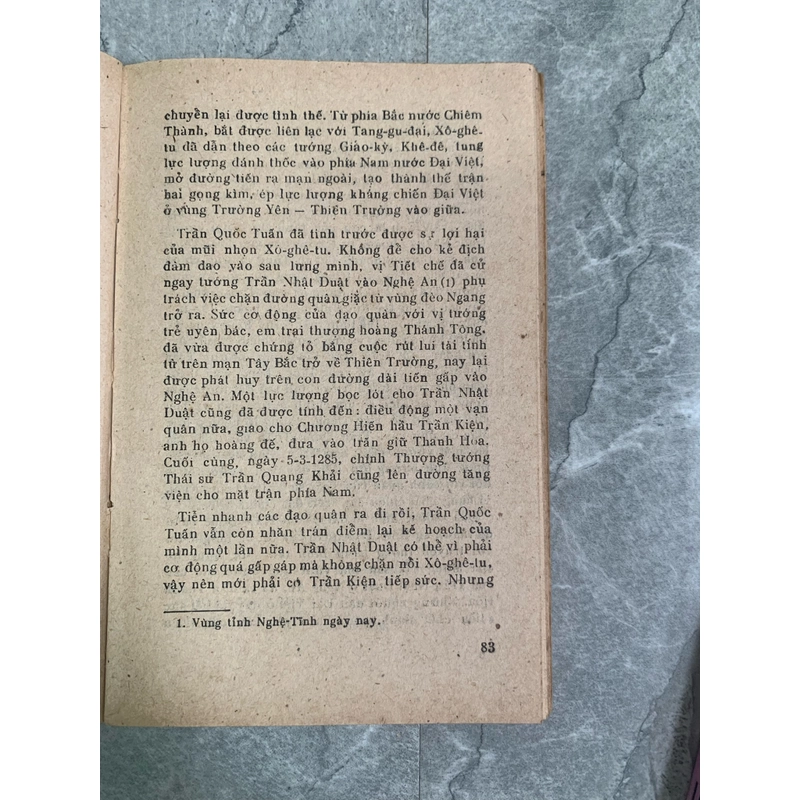 chuyển lại được tình thế. Từ phía Bắc nước Chiêm
Thành, bắt được liên lạc với Tang-gu-đai, Xô-ghê-
tu đã dẫn theo các tướng Giáo-kỳ, Khê-đê, tung
lực lượng đánh thốc vào phía Nam nước Đại Việt,
mở đường tiến ra mạn ngoài, tạo thành thế trận
hai gọng kìm, ép lực lượng kháng chiến Đại Việt
ở vùng Trường Yên — Thiên Trường vào giữa.
Trần Quốc Tuấn đã tính trước được sự lợi hại
của mũi nhọn Xô-ghê-tu. Không để cho kẻ địch
đâm dao vào sau lưng mình, vị Tiết chế đã cử
ngay tướng Trần Nhật Duật vào Nghệ An (1) phụ
trách việc chặn đường quân giặc từ vùng đèo Ngang
trở ra. Sức cơ động của đạo quân với vị tướng
trẻ uyên bác, em trai thượng hoàng Thánh Tông,
đã vừa được chứng tỏ bằng cuộc rút lui tài tình
từ trên mạn Tây Bắc trở về Thiên Trường, nay lại
được phát huy trên con đường dài tiến gấp vào
Nghệ An. Một lực lượng bọc lót cho Trần Nhật
Duật cũng đã được tính đến : điều động một vạn
quân nữa, giao cho Chương Hiến hầu Trần Kiện,
anh họ hoàng đế, đưa vào trấn giữ Thanh Hóa.
Cuối cùng, ngày 5-3-1285, chính Thượng tướng
Thái sư Trần Quang Khải cũng lên đường tăng
viện cho mặt trận phía Nam.
Tiễn nhanh các đạo quân ra đi rồi, Trần Quốc
Tuấn vẫn còn nhăn trán điểm lại kế hoạch của
mình một lần nữa. Trần Nhật Duật có thể vì phải
cơ động quá gấp gáp mà không chặn nổi Xô-ghê-tu,
vậy nên mới phải có Trần Kiện tiếp sức. Nhưng
1. Vùng tỉnh Nghệ-Tĩnh ngày nay.
83